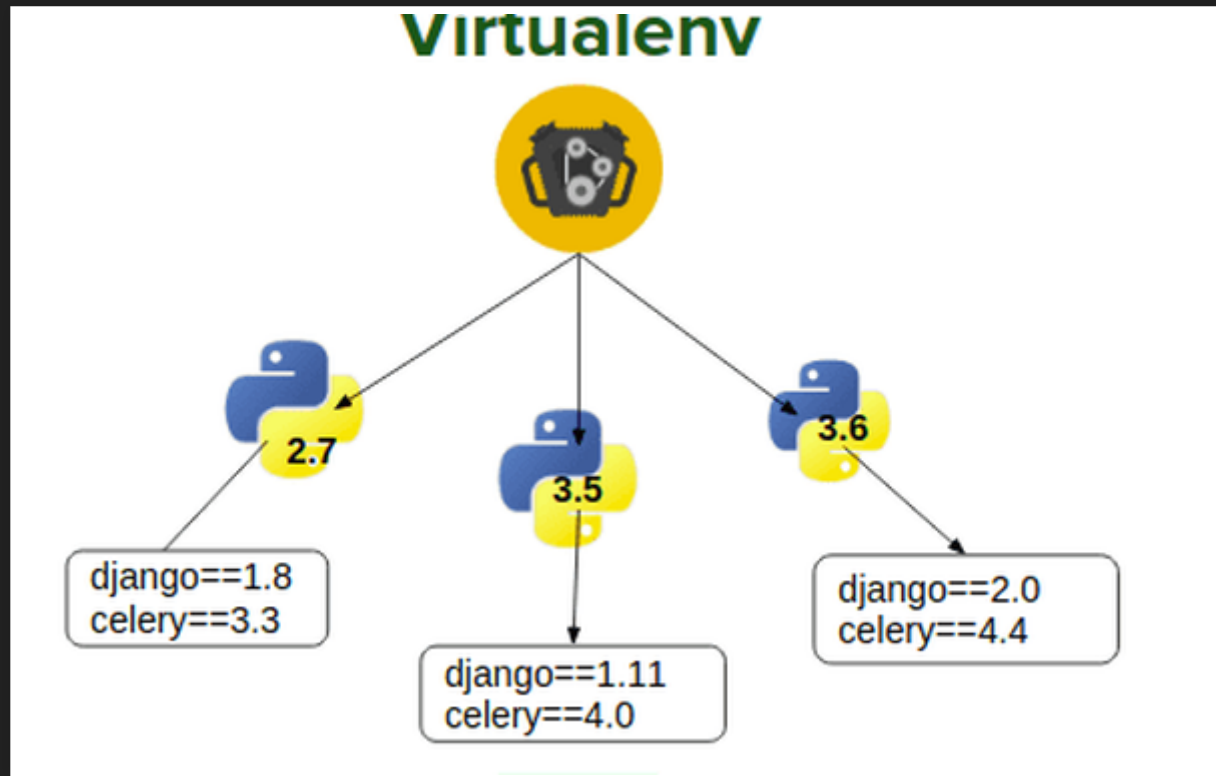 Virtualenv
2.7
3.5
3.6
django==1.8
celery==3.3
django==1.11
celery==4.0
django==2.0
celery==4.4